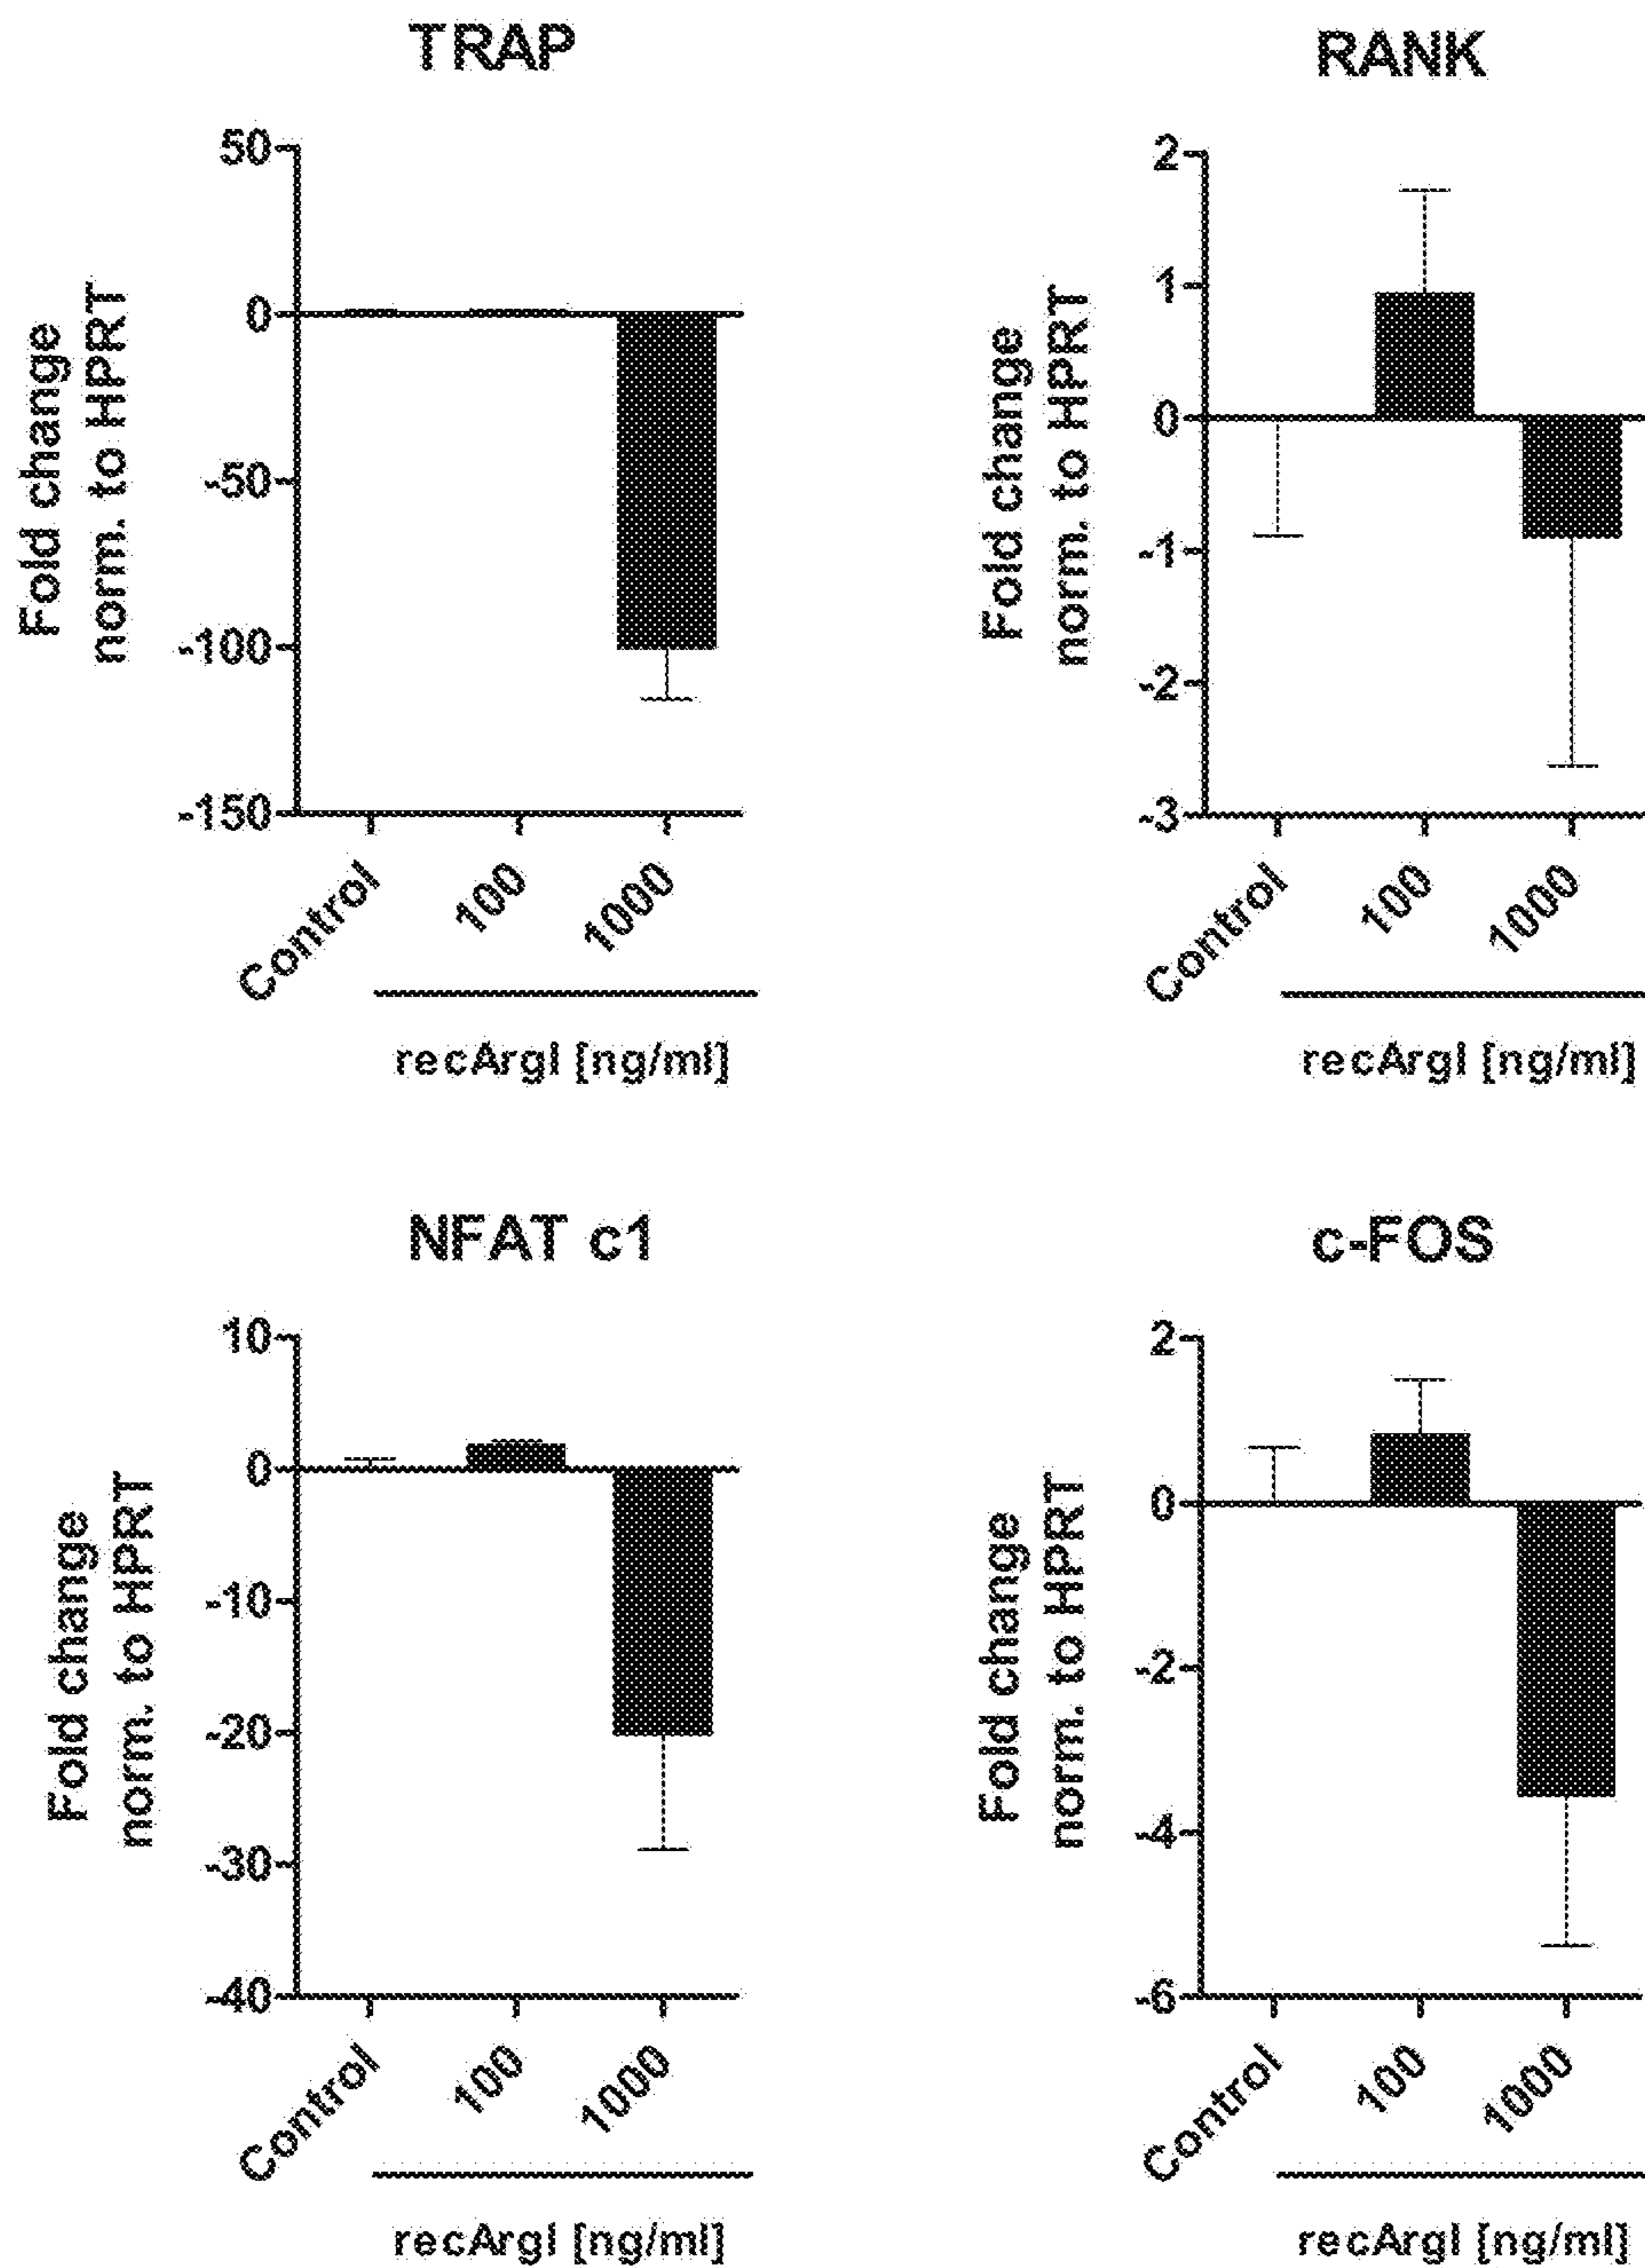 TRAP
Fold change
norm. to HPRT
50
0
-50
-100
-150
Control
100
1000
recArgI [ng/ml]
RANK
Fold change
norm. to HPRT
2
1
0
-1
-2
-3
Control
100
1000
recArgI [ng/ml]
NFAT c1
Fold change
norm. to HPRT
10
0
-10
-20
-30
-40
Control
100
1000
recArgI [ng/ml]
c-FOS
Fold change
norm. to HPRT
2
0
-2
-4
-6
Control
100
1000
recArgI [ng/ml]